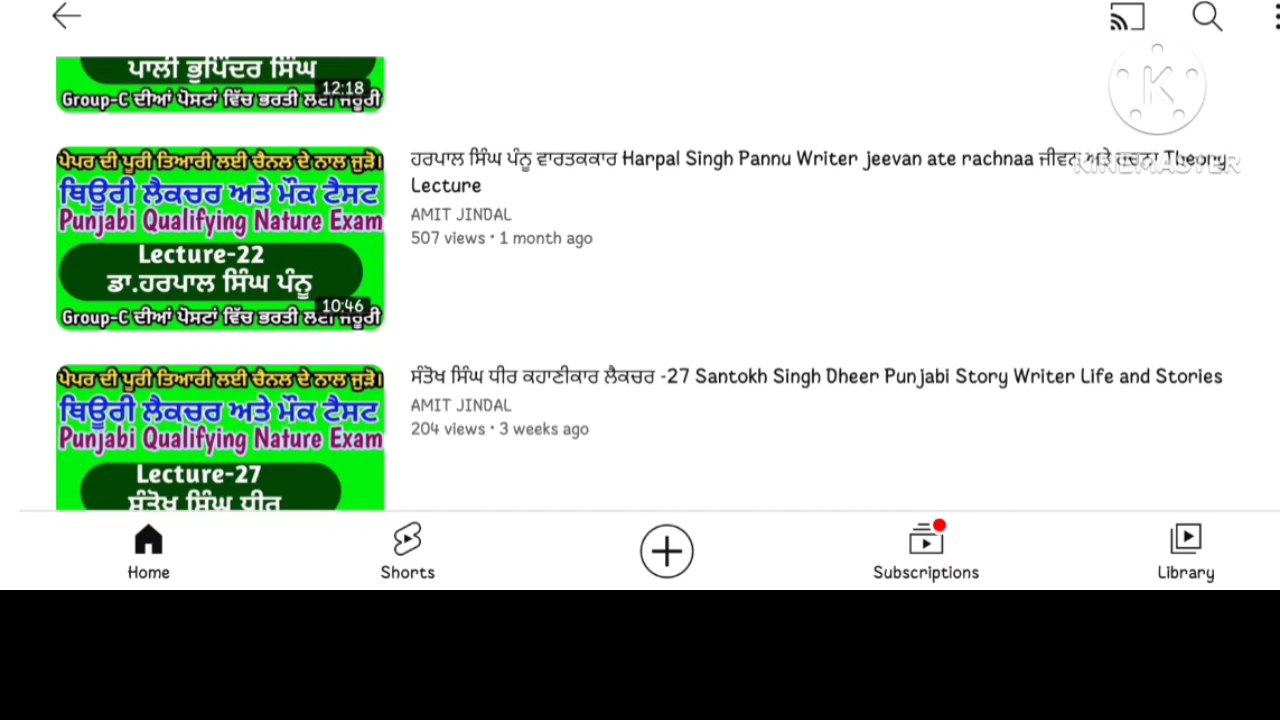 ਪਾਲੀ ਭੁਪਿੰਦਰ ਸਿੰਘ
12:18
Group-C ਦੀਆਂ ਪੋਸਟਾਂ ਵਿੱਚ ਭਰਤੀ ਲਈ ਜਰੂਰੀ
ਪੇਪਰ ਦੀ ਪੂਰੀ ਤਿਆਰੀ ਲਈ ਚੈਨਲ ਦੇ ਨਾਲ ਜੁੜੋ।
ਥਿਊਰੀ ਲੈਕਚਰ ਅਤੇ ਮੌਕ ਟੈਸਟ
Punjabi Qualifying Nature Exam
Lecture-22
ਡਾ.ਹਰਪਾਲ ਸਿੰਘ ਪੰਨੂ
10:46
Group-C ਦੀਆਂ ਪੋਸਟਾਂ ਵਿੱਚ ਭਰਤੀ ਲਈ ਜਰੂਰੀ
ਹਰਪਾਲ ਸਿੰਘ ਪੰਨੂ ਵਾਰਤਕਕਾਰ Harpal Singh Pannu Writer jeevan ate rachnaa ਜੀਵਨ ਅਤੇ ਰਚਨਾ Theory
Lecture
AMIT JINDAL
507 views • 1 month ago
K
KINEMASTER
ਪੇਪਰ ਦੀ ਪੂਰੀ ਤਿਆਰੀ ਲਈ ਚੈਨਲ ਦੇ ਨਾਲ ਜੁੜੋ।
ਥਿਊਰੀ ਲੈਕਚਰ ਅਤੇ ਮੌਕ ਟੈਸਟ
Punjabi Qualifying Nature Exam
Lecture-27
ਸੰਤੋਖ ਸਿੰਘ ਧੀਰ
ਸੰਤੋਖ ਸਿੰਘ ਧੀਰ ਕਹਾਣੀਕਾਰ ਲੈਕਚਰ -27 Santokh Singh Dheer Punjabi Story Writer Life and Stories
AMIT JINDAL
204 views • 3 weeks ago
Home
Shorts
Subscriptions
Library